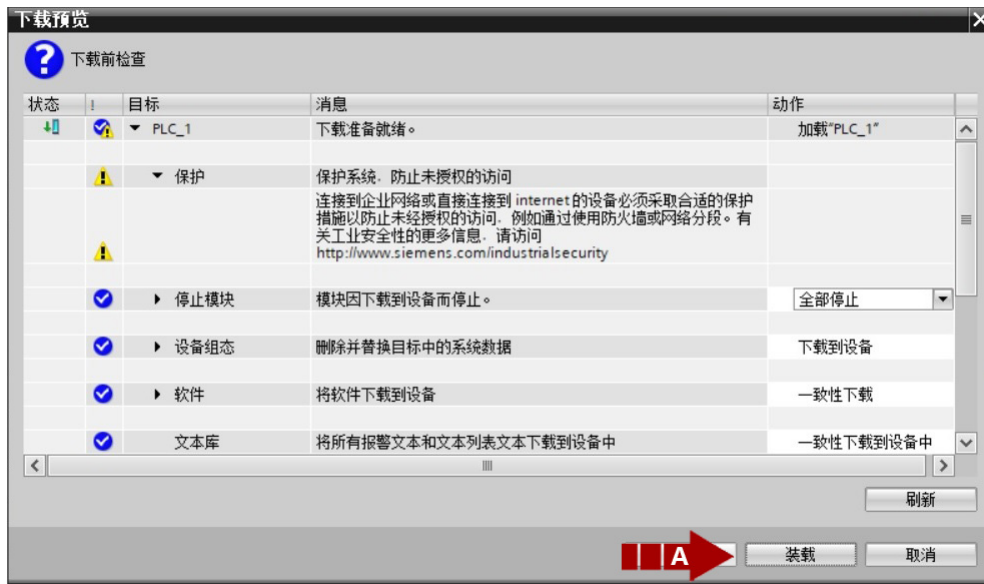 下载预览
下载前检查
状态 ! 目标 消息 动作
PLC_1 下载准备就绪。 加载"PLC_1"
保护 保护系统，防止未授权的访问
连接到企业网络或直接连接到 internet 的设备必须采取合适的保护
措施以防止未经授权的访问，例如通过使用防火墙或网络分段。有
关工业安全性的更多信息，请访问
http://www.siemens.com/industrialsecurity
停止模块 模块因下载到设备而停止。 全部停止
设备组态 删除并替换目标中的系统数据 下载到设备
软件 将软件下载到设备 一致性下载
文本库 将所有报警文本和文本列表文本下载到设备中 一致性下载到设备中
刷新
A 装载 取消